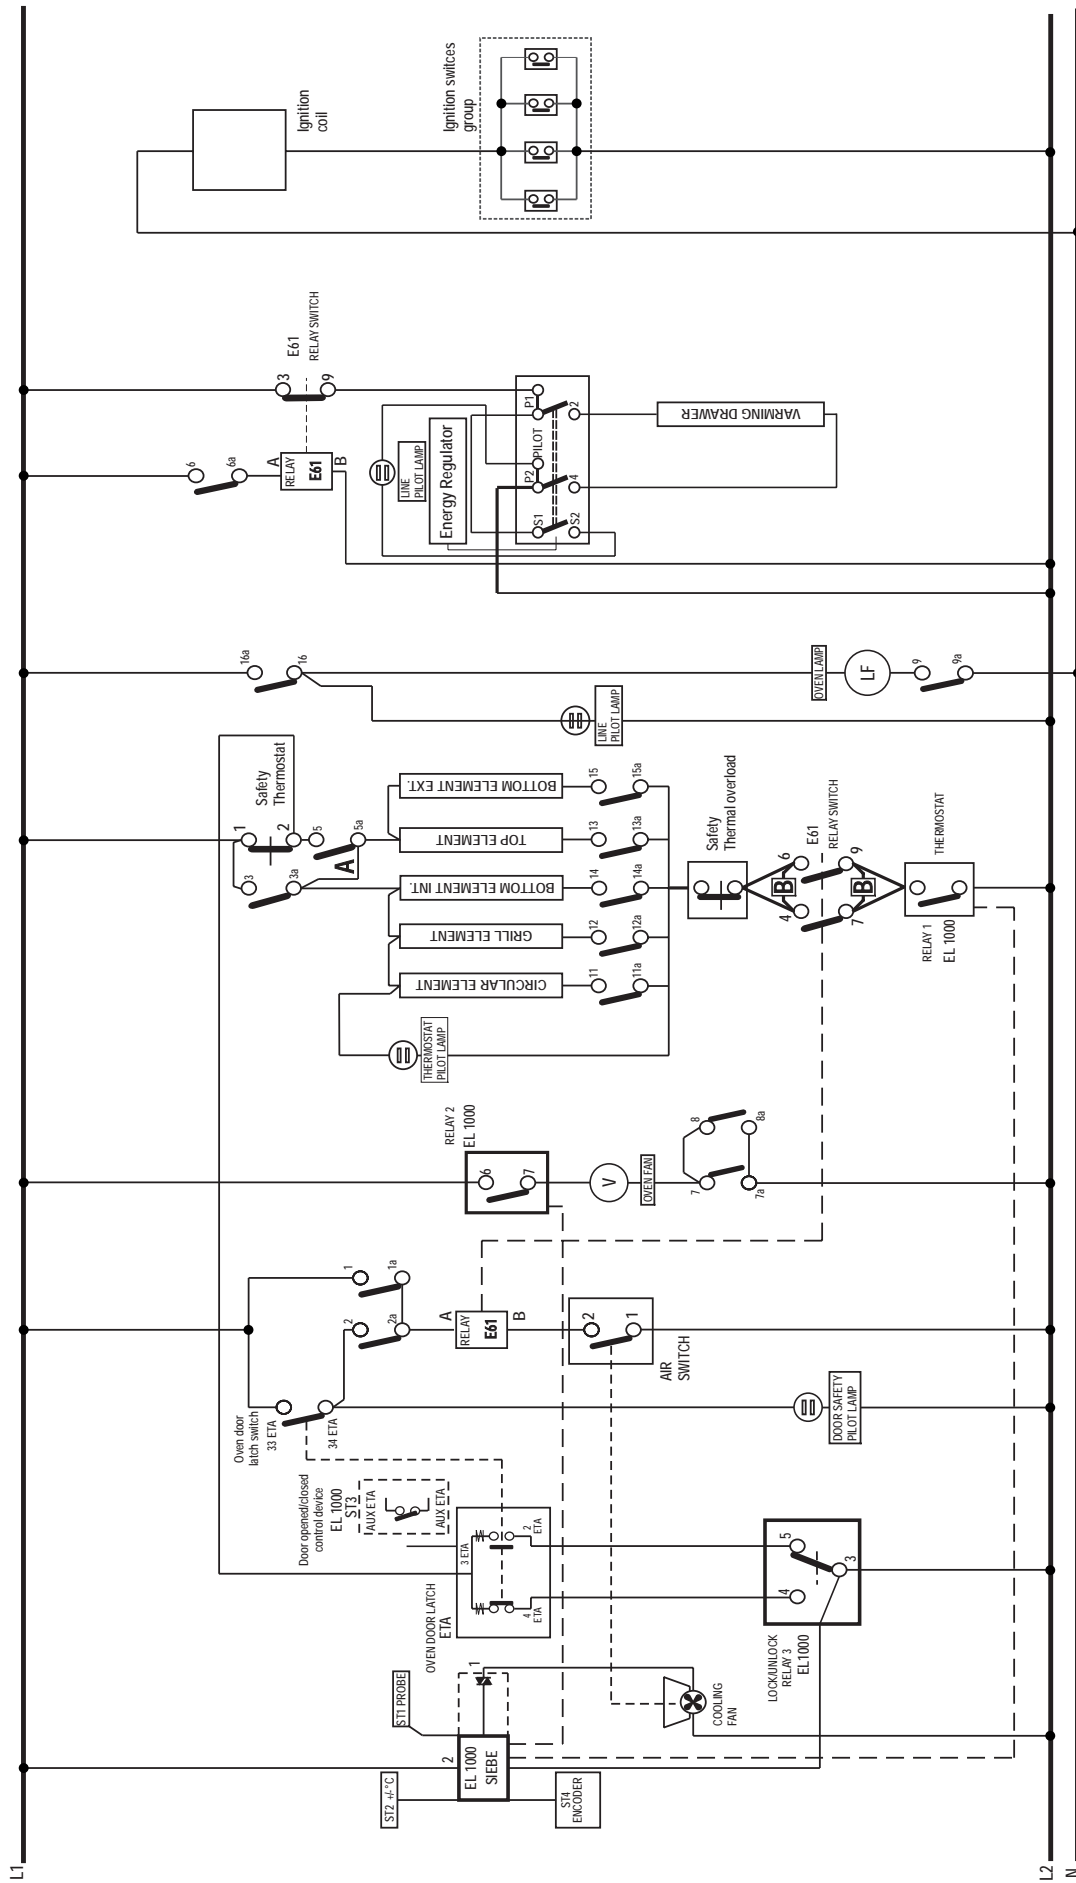 L1
L2
N
Ignition
coil
Ignition switces
group
E61
RELAY SWITCH
3
9
6
6a
A
RELAY
E61
B
LINE
PILOT LAMP
Energy Regulator
P1
PILOT
P2
S1
2
4
S2
WARMING DRAWER
16a
16
OVEN LAMP
LF
9
9a
LINE
PILOT LAMP
Safety
Thermostat
1
2
5
5a
3
3a
A
BOTTOM ELEMENT EXT.
TOP ELEMENT
BOTTOM ELEMENT INT.
GRILL ELEMENT
CIRCULAR ELEMENT
15
15a
13
13a
14
14a
12
12a
11
11a
THERMOSTAT
PILOT LAMP
Safety
Thermal overload
6
4
B
E61
RELAY SWITCH
9
7
B
THERMOSTAT
RELAY 1
EL 1000
RELAY 2
EL 1000
6
7
V
OVEN FAN
8
8a
7
7a
1
1a
2
2a
A
RELAY
E61
B
2
1
AIR
SWITCH
Oven door
latch switch
33 ETA
34 ETA
DOOR SAFETY
PILOT LAMP
Door opened/closed
control device
EL 1000
ST3
AUX ETA
AUX ETA
3 ETA
2
ETA
4
ETA
OVEN DOOR LATCH
ETA
5
4
3
LOCK/UNLOCK
RELAY 3
EL1000
ST1 PROBE
1
2
EL 1000
SIEBE
ST2 +/-°C
ST4
ENCODER
COOLING
FAN